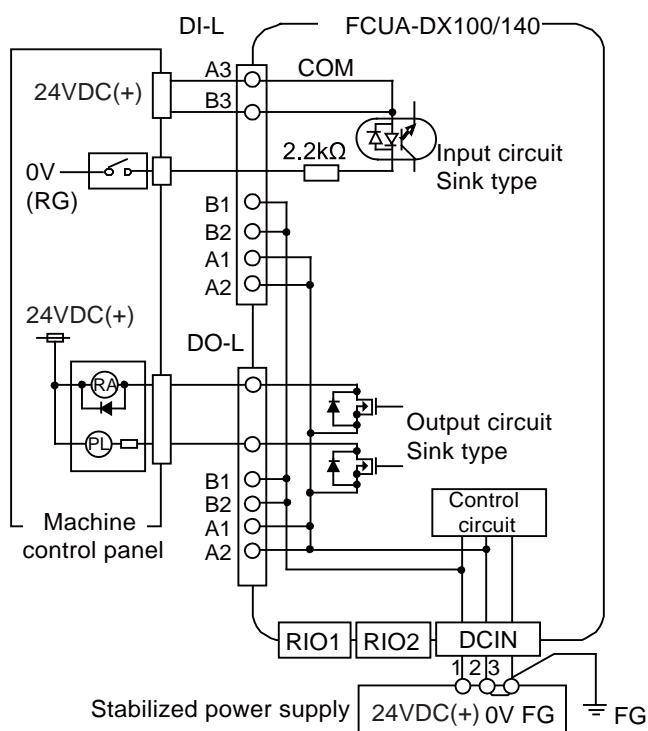 DI-L
FCUA-DX100/140
A3
COM
24VDC(+)
B3
2.2kΩ
Input circuit
Sink type
0V
(RG)
B1
B2
A1
A2
24VDC(+)
DO-L
RA
PL
Output circuit
Sink type
B1
B2
A1
A2
Control
circuit
Machine
control panel
RIO1
RIO2
DCIN
1 2 3
Stabilized power supply
24VDC(+) 0V FG
FG